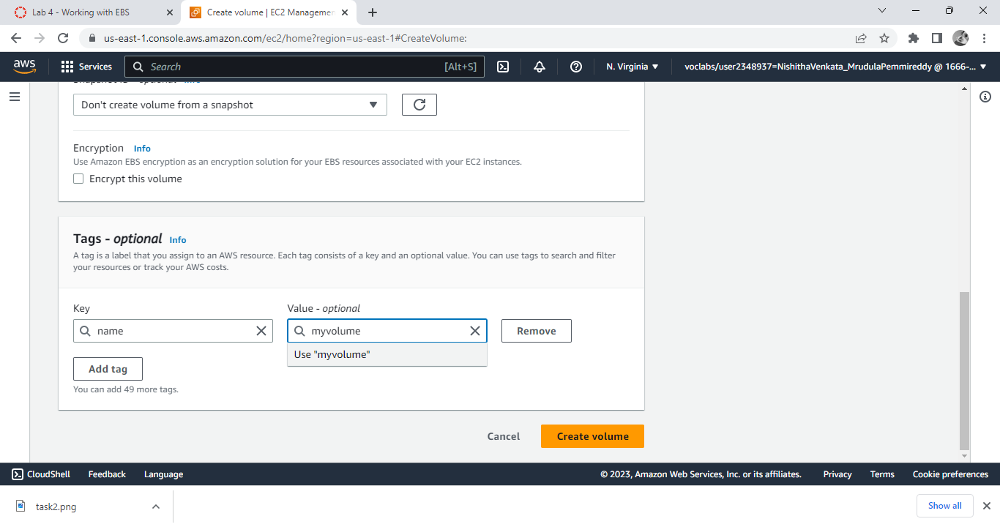 Lab 4 - Working with EBS
Create volume | EC2 Managemen
us-east-1.console.aws.amazon.com/ec2/home?region=us-east-1#CreateVolume:
aws
Services
Search
[Alt+S]
N. Virginia
voclabs/user2348937=NishithaVenkata_MrudulaPemmireddy @ 1666-...
Don't create volume from a snapshot
Encryption Info
Use Amazon EBS encryption as an encryption solution for your EBS resources associated with your EC2 instances.
Encrypt this volume
Tags - optional Info
A tag is a label that you assign to an AWS resource. Each tag consists of a key and an optional value. You can use tags to search and filter
your resources or track your AWS costs.
Key
Value - optional
name
myvolume
Remove
Use "myvolume"
Add tag
You can add 49 more tags.
Cancel
Create volume
CloudShell
Feedback
Language
© 2023, Amazon Web Services, Inc. or its affiliates.
Privacy
Terms
Cookie preferences
task2.png
Show all